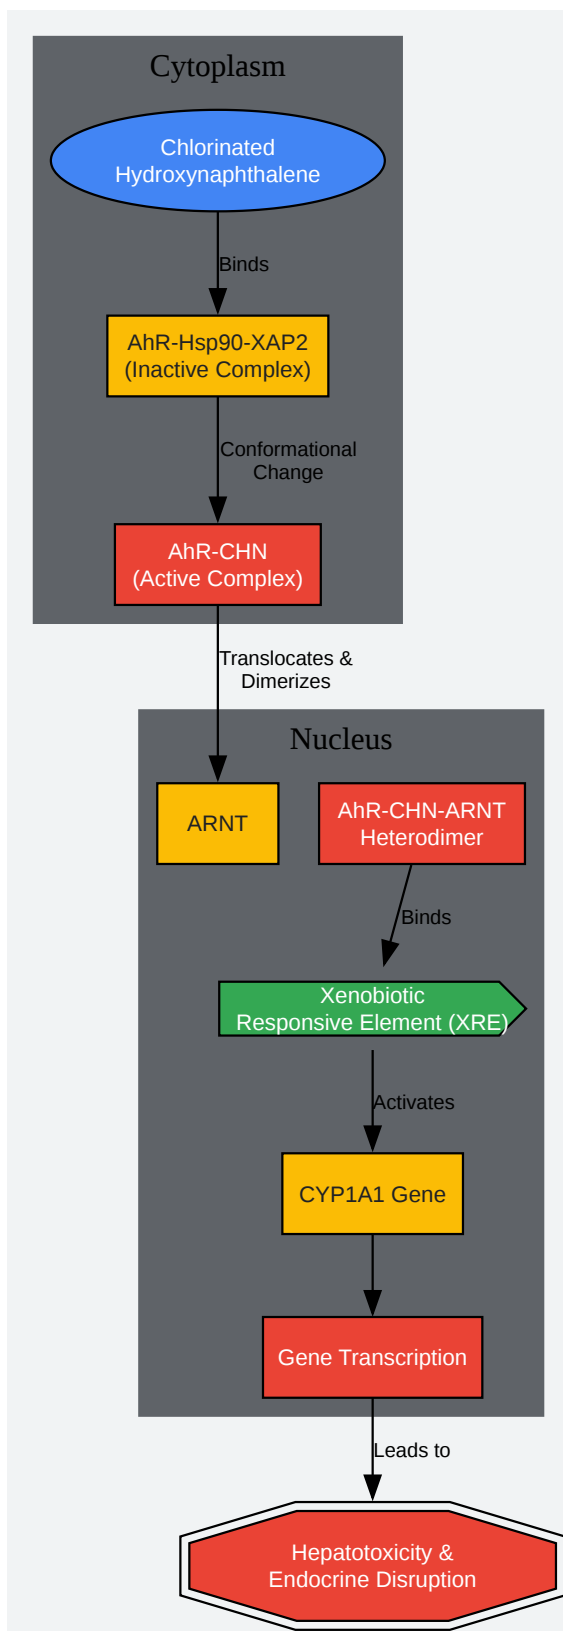 Cytoplasm
Chlorinated
Hydroxynaphthalene
Binds
AhR-Hsp90-XAP2
(Inactive Complex)
Conformational
Change
AhR-CHN
(Active Complex)
Translocates &
Dimerizes
Nucleus
ARNT
AhR-CHN-ARNT
Heterodimer
Binds
Xenobiotic
Responsive Element (XRE)
Activates
CYP1A1 Gene
Gene Transcription
Leads to
Hepatotoxicity &
Endocrine Disruption